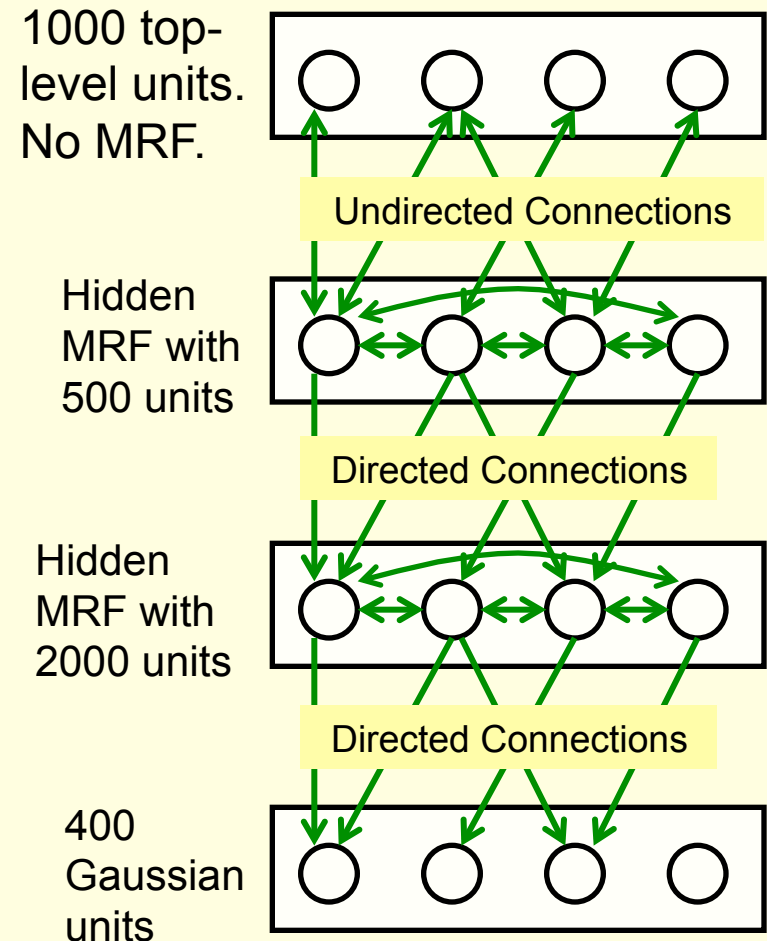 1000 top-
level units.
No MRF.
Undirected Connections
Hidden
MRF with
500 units
Directed Connections
Hidden
MRF with
2000 units
Directed Connections
400
Gaussian
units